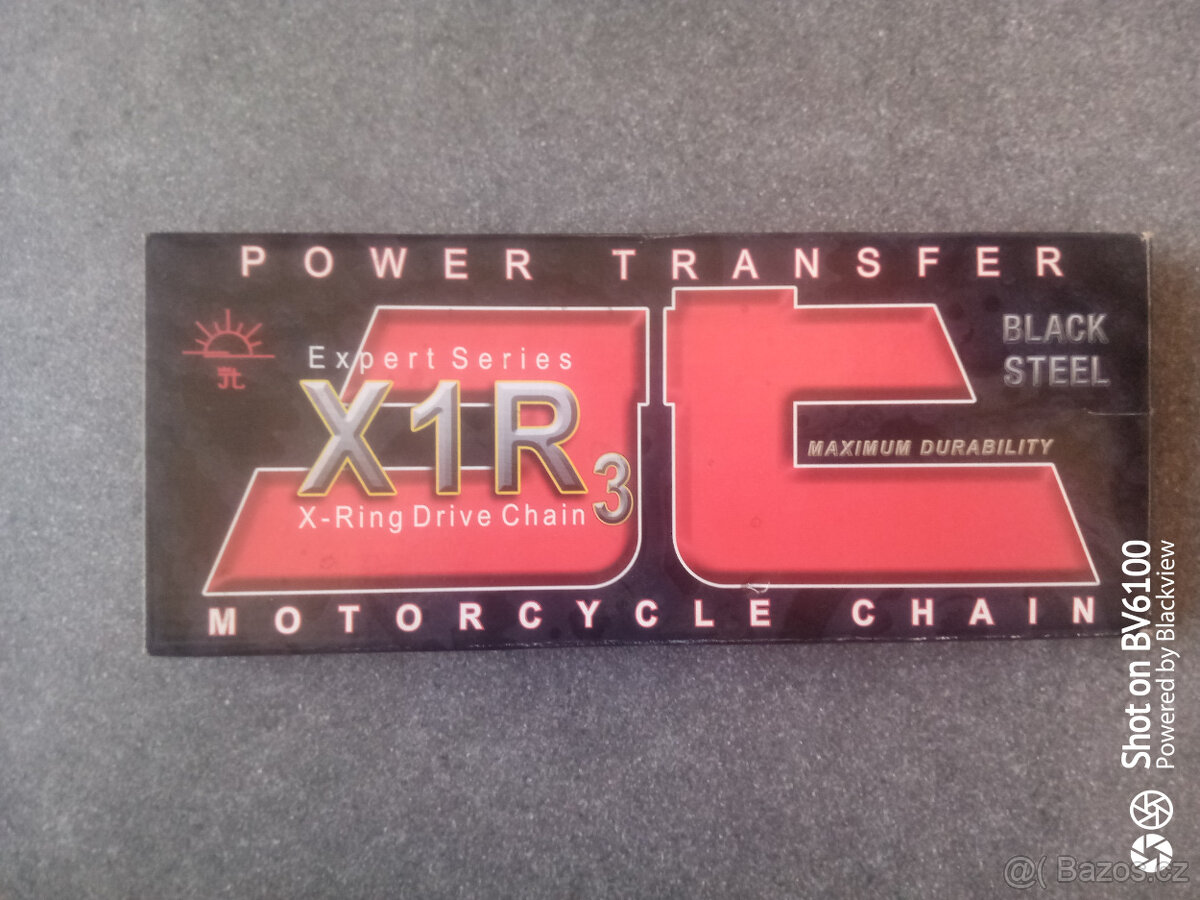 POWER TRANSFER
JT
BLACK
STEEL
Expert Series
X1R3
X-Ring Drive Chain
MAXIMUM DURABILITY
MOTORCYCLE CHAIN
Shot on BV6100
Powered by Blackview
@( Bazos.cz